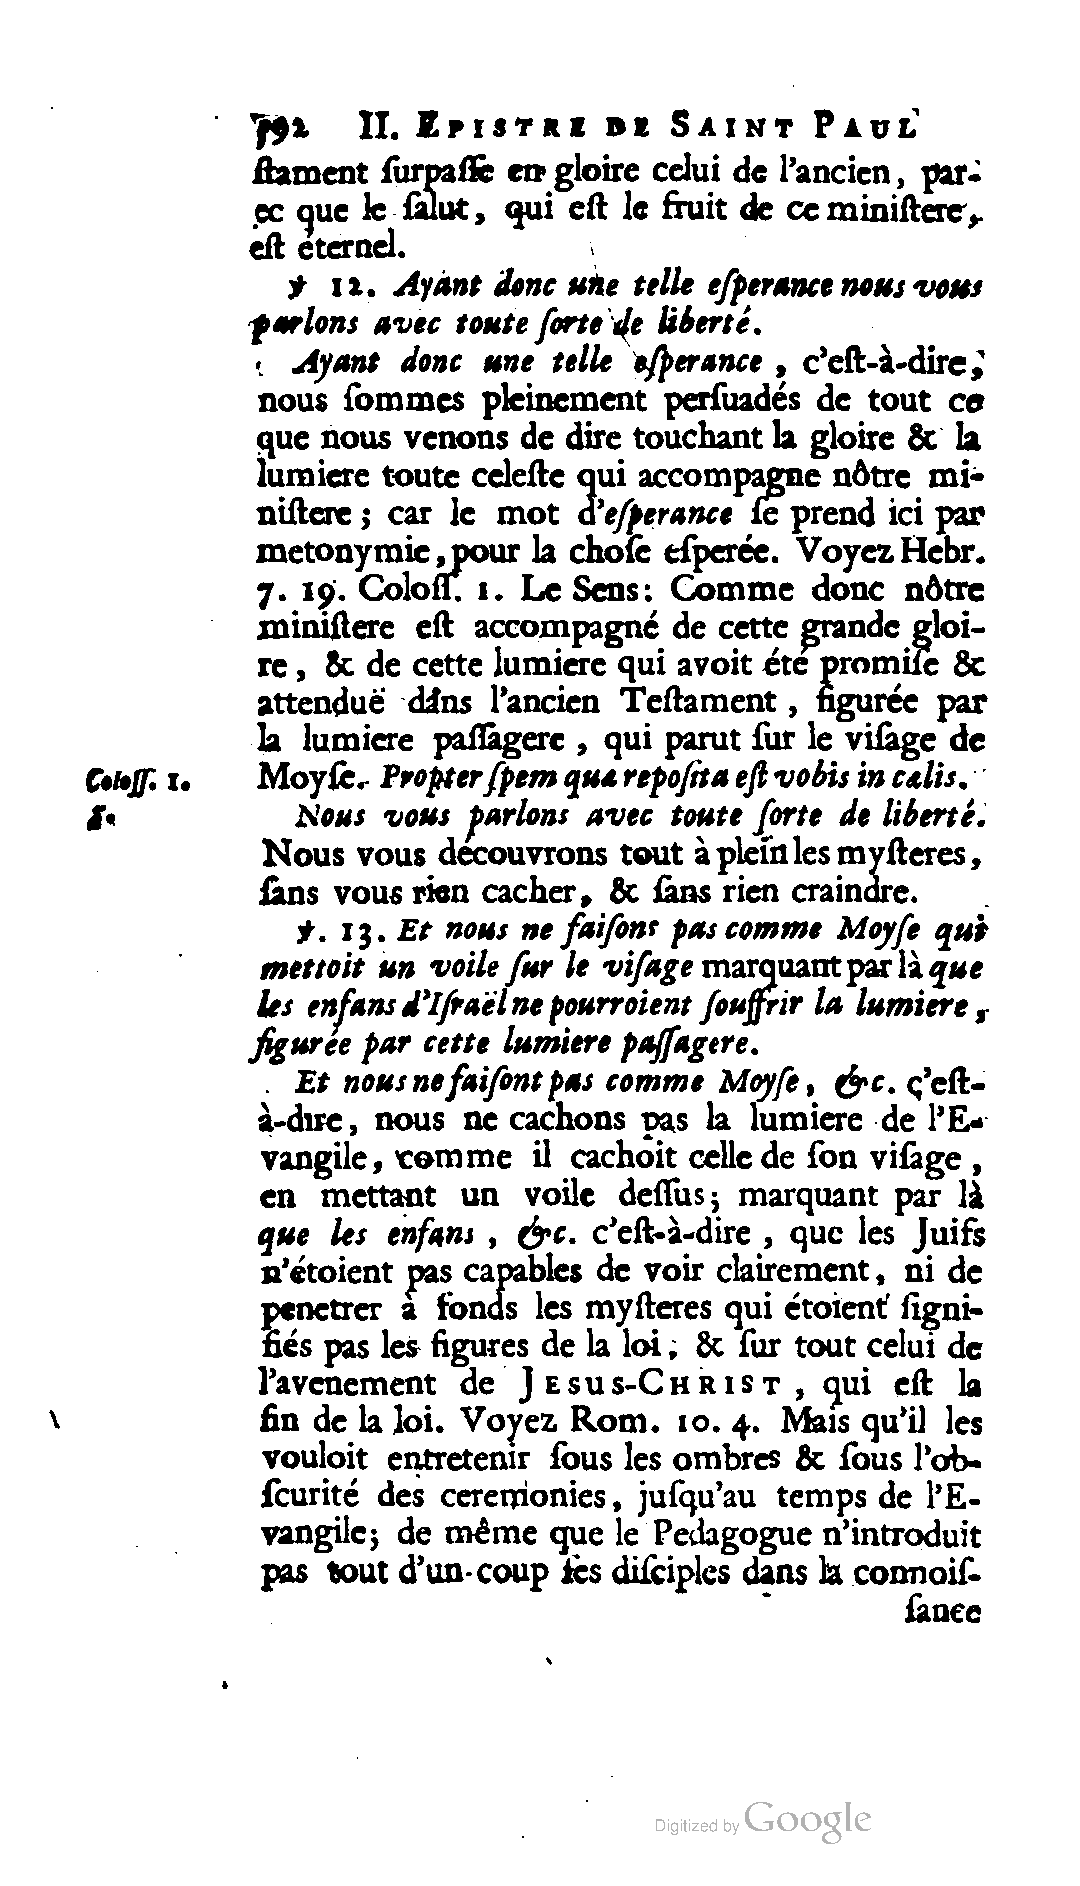 592 II. EPISTRE DE SAINT PAUL
ſtament ſurpaſſe en gloire celui de l'ancien, par-
ce que le ſalut, qui eſt le fruit de ce miniſtere,
eſt éternel.
℣ 12. Ayant donc une telle eſperance nous vous
parlons avec toute ſorte de liberté.
Ayant donc une telle eſperance, c'eſt-à-dire,
nous ſommes pleinement perſuadés de tout ce
que nous venons de dire touchant la gloire & la
lumiere toute celeſte qui accompagne nôtre mi-
niſtere; car le mot d'eſperance ſe prend ici par
metonymie, pour la choſe eſperée. Voyez Hebr.
7. 19. Coloſſ. 1. Le Sens: Comme donc nôtre
miniſtere eſt accompagné de cette grande gloi-
re, & de cette lumiere qui avoit été promiſe &
attenduë dans l'ancien Teſtament, figurée par
la lumiere paſſagere, qui parut ſur le viſage de
Coloſſ. 1. Moyſe. Propter ſpem quæ repoſita eſt vobis in cælis.
5. Nous vous parlons avec toute ſorte de liberté.
Nous vous découvrons tout à plein les myſteres,
ſans vous rien cacher, & ſans rien craindre.
℣. 13. Et nous ne faiſons pas comme Moyſe qui
mettoit un voile ſur le viſage marquant par là que
les enfans d'Iſraël ne pourroient ſouffrir la lumiere,
figurée par cette lumiere paſſagere.
Et nous ne faiſont pas comme Moyſe, &c. c'eſt-
à-dire, nous ne cachons pas la lumiere de l'E-
vangile, comme il cachoit celle de ſon viſage,
en mettant un voile deſſus; marquant par là
que les enfans, &c. c'eſt-à-dire, que les Juifs
n'étoient pas capables de voir clairement, ni de
penetrer à fonds les myſteres qui étoient ſigni-
fiés pas les figures de la loi; & ſur tout celui de
l'avenement de JESUS-CHRIST, qui eſt la
fin de la loi. Voyez Rom. 10. 4. Mais qu'il les
vouloit entretenir ſous les ombres & ſous l'ob-
ſcurité des ceremonies, juſqu'au temps de l'E-
vangile; de même que le Pedagogue n'introduit
pas tout d'un-coup ſes diſciples dans la connoiſ-
ſance
Digitized by Google